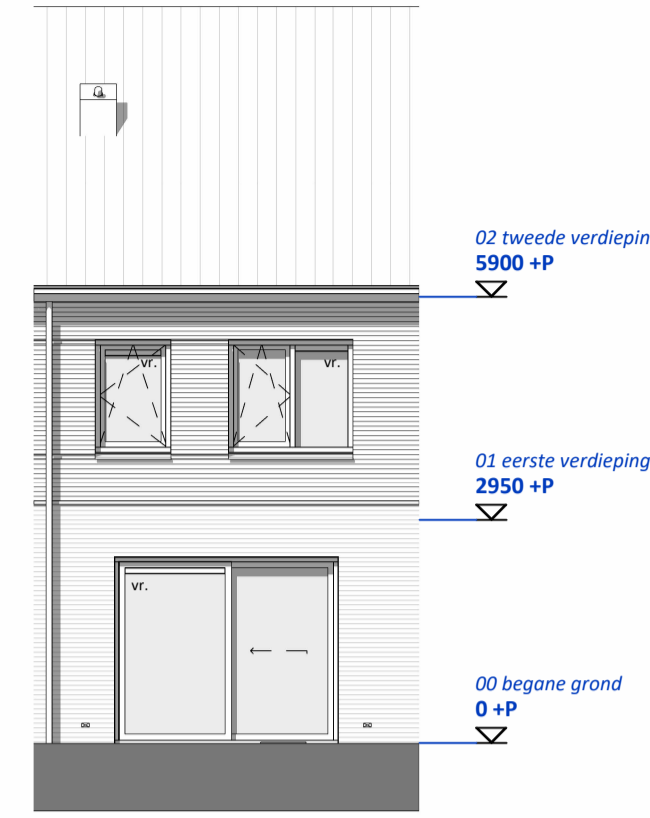 02 tweede verdiepin
5900 +P
vr.
vr.
01 eerste verdieping
2950 +P
vr.
00 begane grond
0 +P